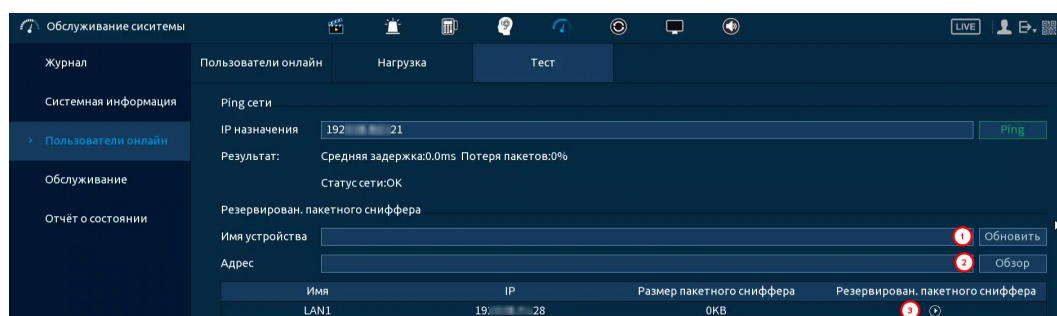 Обслуживание сиситемы
LIVE
Журнал
Пользователи онлайн Нагрузка Тест
Системная информация
Ping сети
IP назначения 192 21 Ping
Пользователи онлайн
Результат: Средняя задержка:0.0ms Потеря пакетов:0%
Обслуживание
Статус сети:OK
Отчёт о состоянии
Резервирован. пакетного сниффера
Имя устройства 1 Обновить
Адрес 2 Обзор
Имя IP Размер пакетного сниффера Резервирован. пакетного сниффера
LAN1 19 28 0KB 3